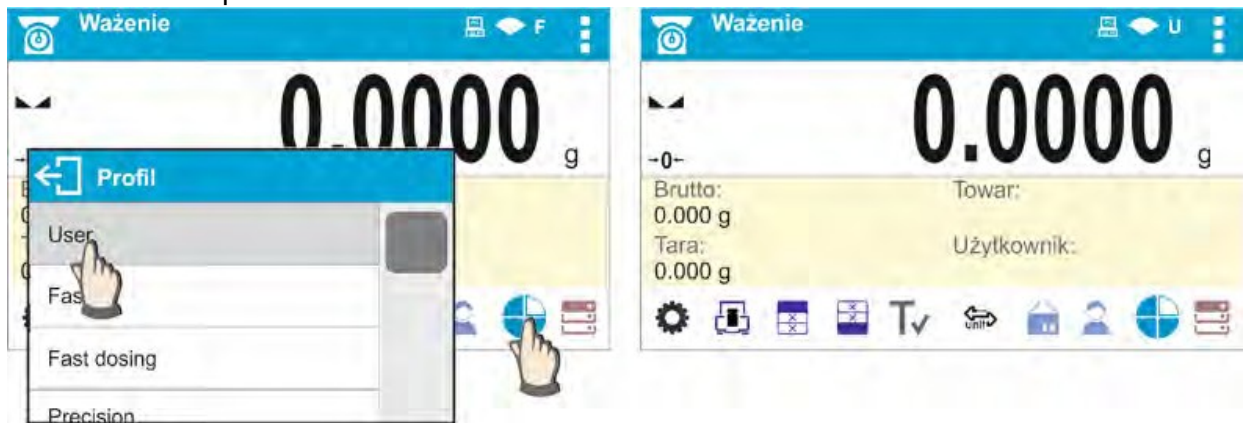 Ważenie
F
0.0000
g
Profil
User
Fast dosing
Precision
Ważenie
U
0.0000
g
→0←
Brutto:
0.000 g
Towar:
Tara:
0.000 g
Użytkownik:
T
unit